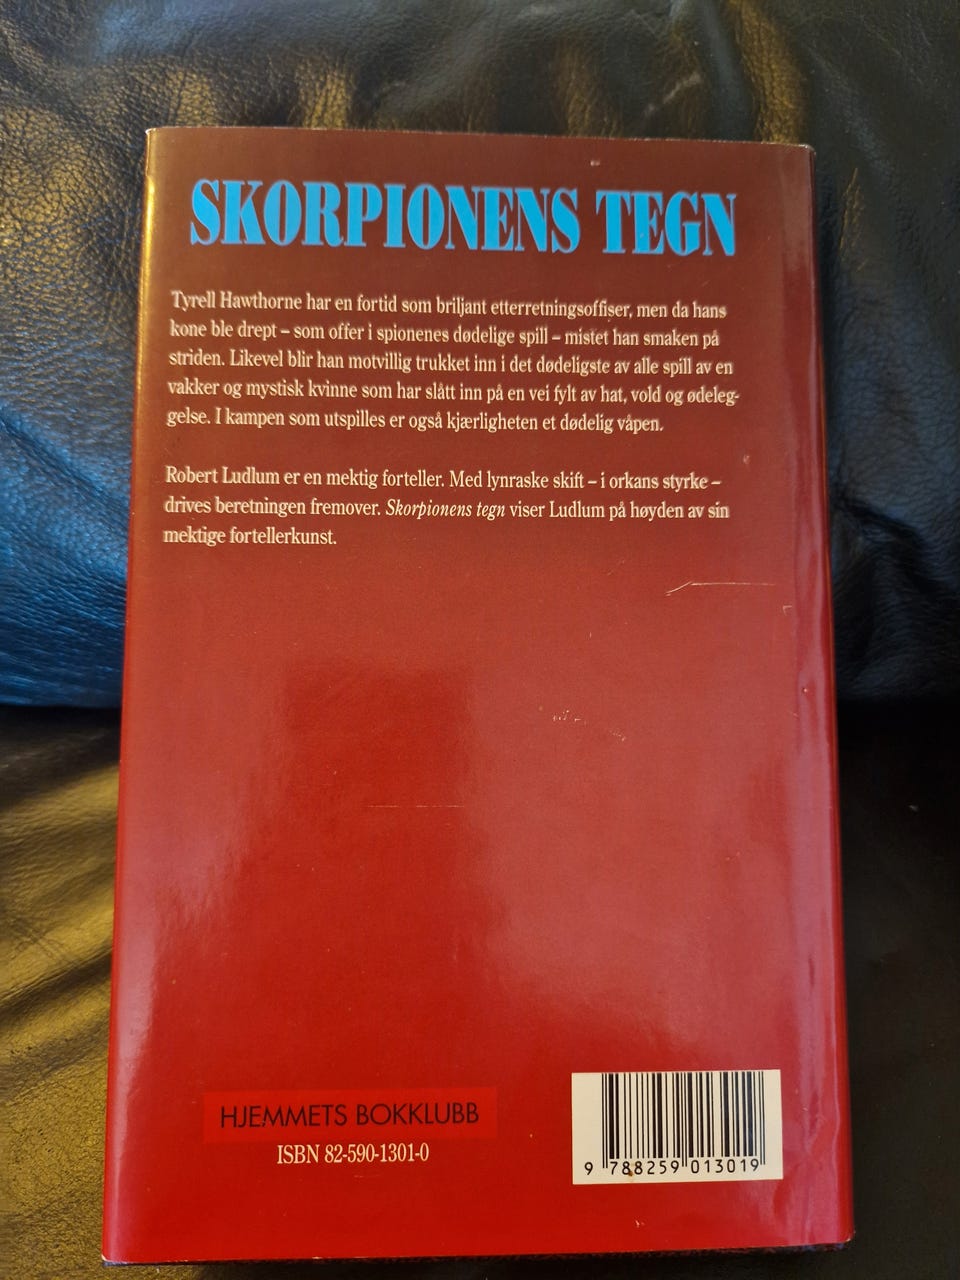 SKORPIONENS TEGN
Tyrell Hawthorne har en fortid som briljant etterretningsoffiser, men da hans
kone ble drept – som offer i spionenes dødelige spill – mistet han smaken på
striden. Likevel blir han motvillig trukket inn i det dødeligste av alle spill av en
vakker og mystisk kvinne som har slått inn på en vei fylt av hat, vold og ødeleg-
gelse. I kampen som utspilles er også kjærligheten et dødelig våpen.
Robert Ludlum er en mektig forteller. Med lynraske skift – i orkans styrke –
drives beretningen fremover. Skorpionens tegn viser Ludlum på høyden av sin
mektige fortellerkunst.
HJEMMETS BOKKLUBB
ISBN 82-590-1301-0
9 788259 013019